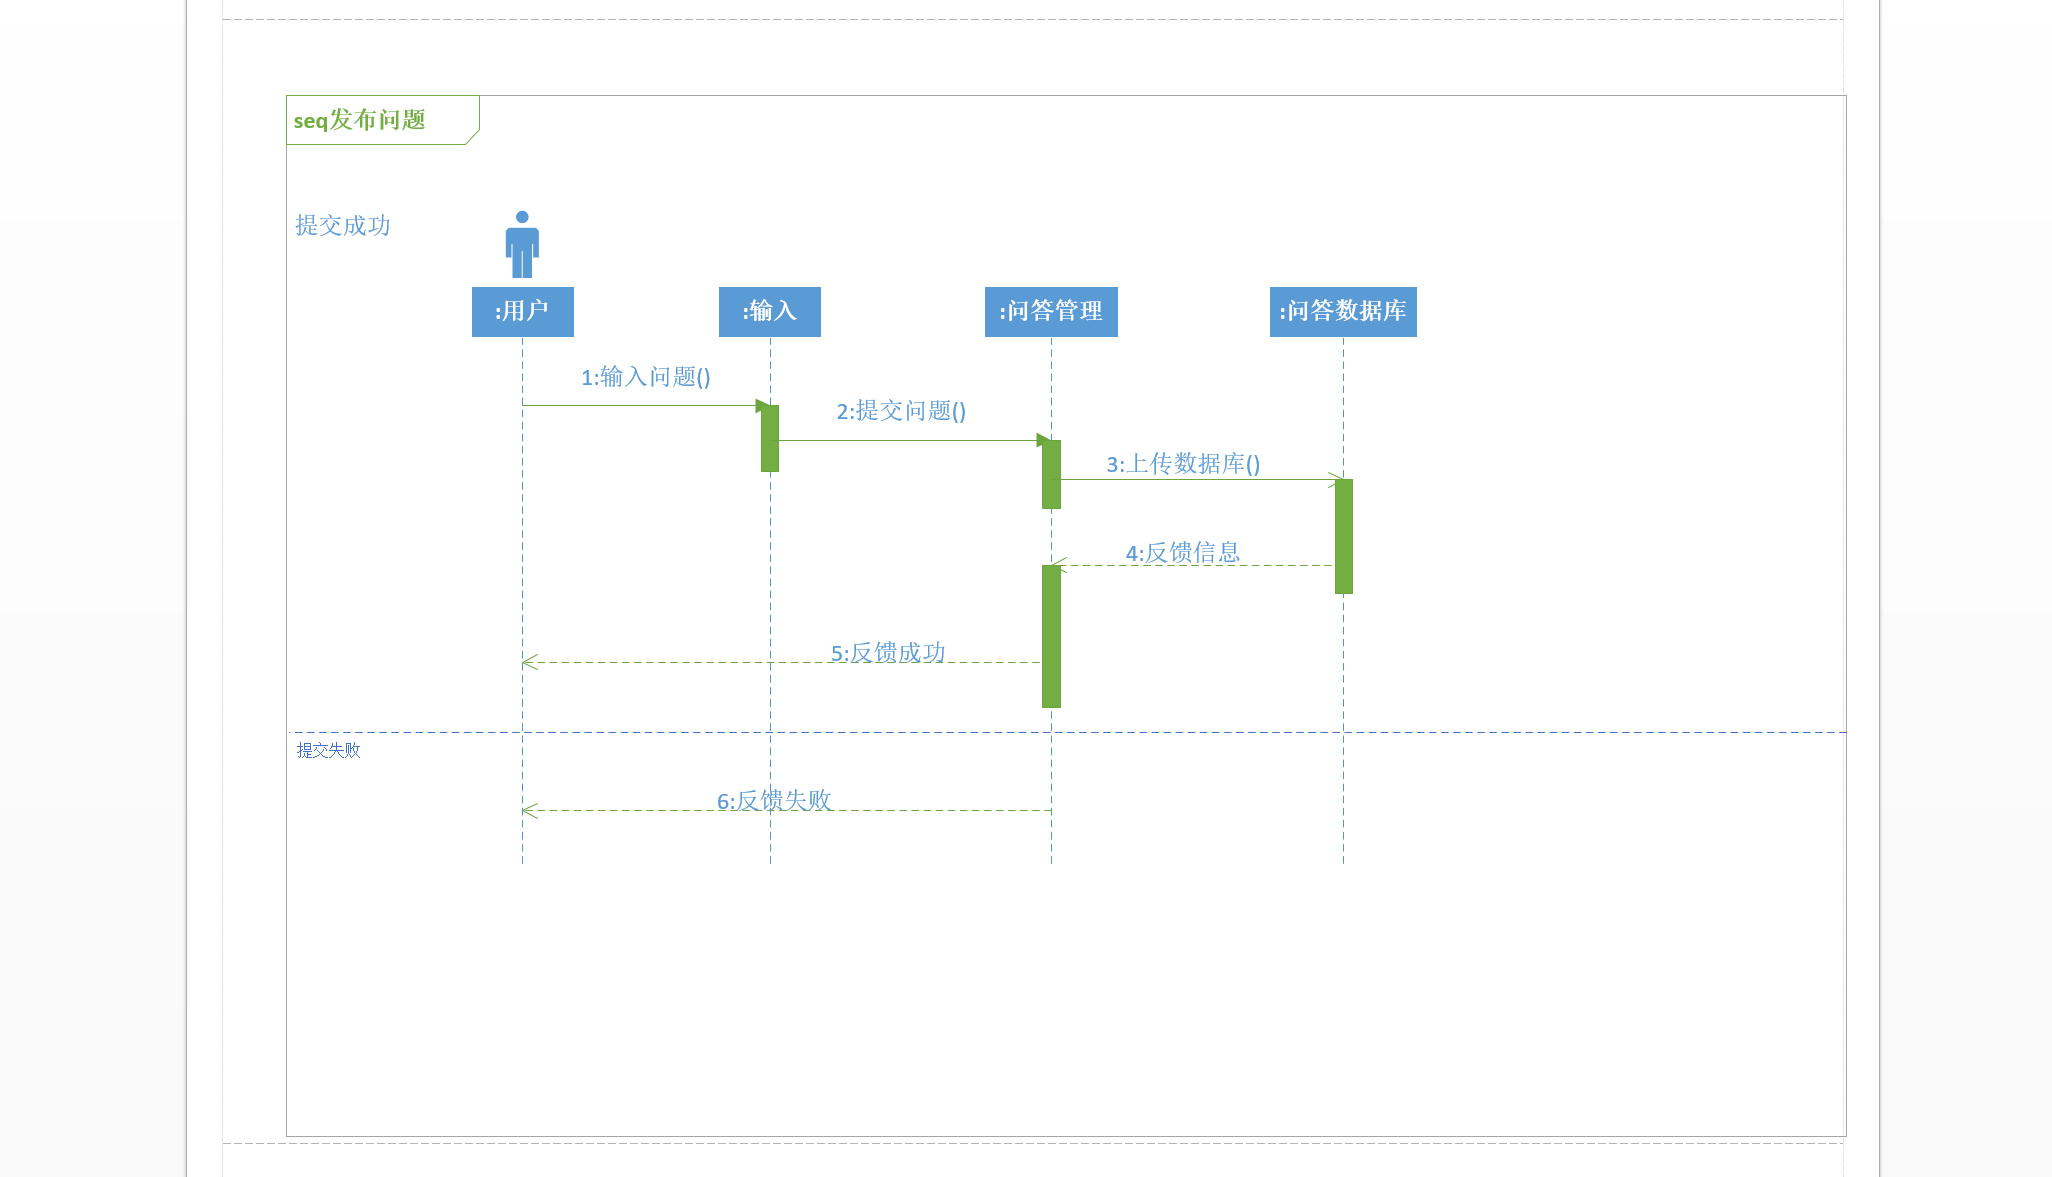 seq发布问题
提交成功
:用户
:输入
:问答管理
:问答数据库
1:输入问题()
2:提交问题()
3:上传数据库()
4:反馈信息
5:反馈成功
提交失败
6:反馈失败